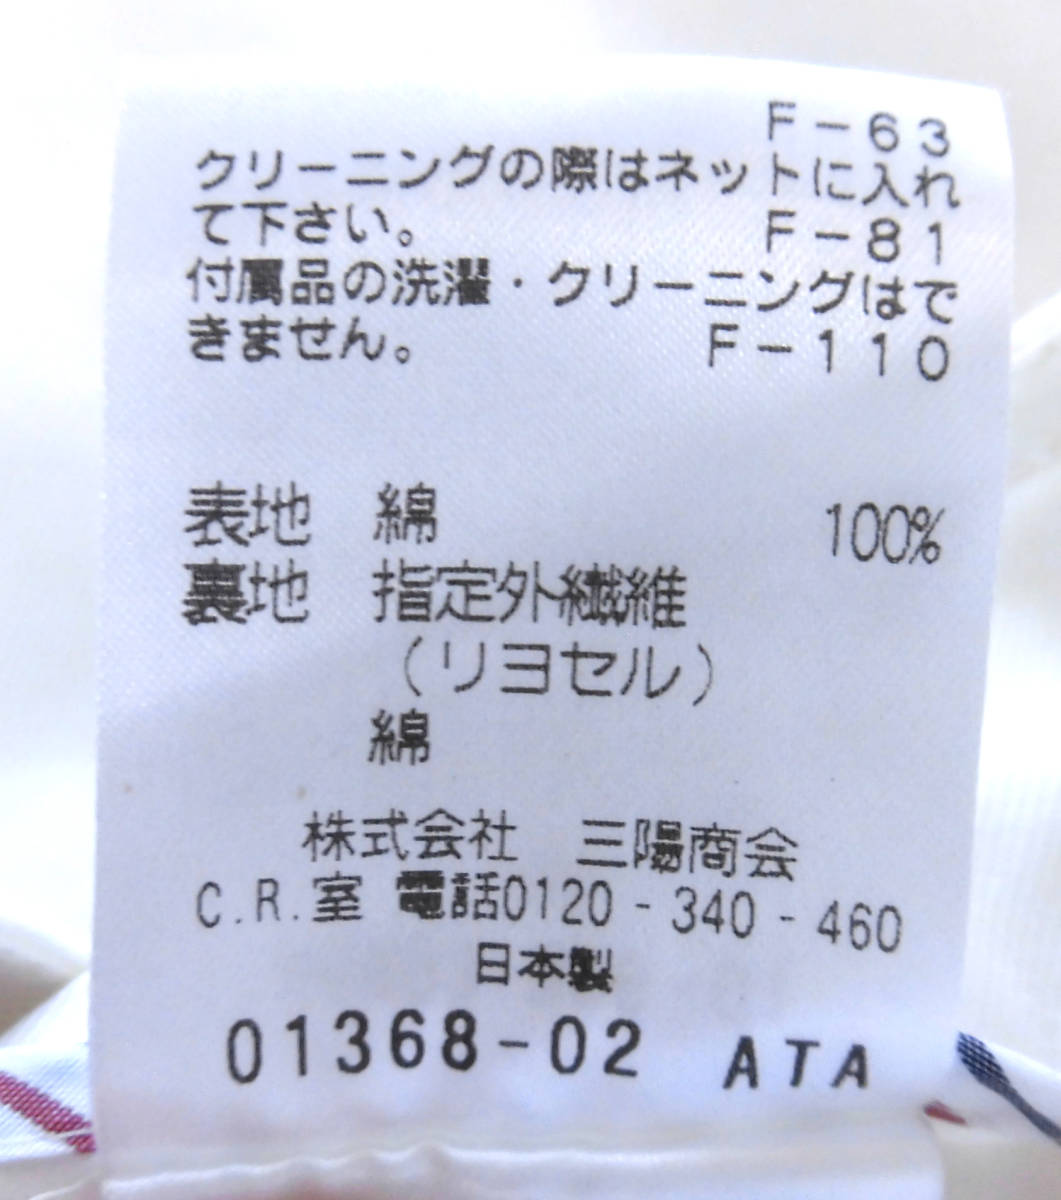 F－63
クリーニングの際はネットに入れ
て下さい。 F－81
付属品の洗濯・クリーニングはで
きません。 F－110
表地 綿 100%
裏地 指定外繊維
（リヨセル）
綿
株式会社 三陽商会
C.R.室 電話0120-340-460
日本製
01368-02 ATA